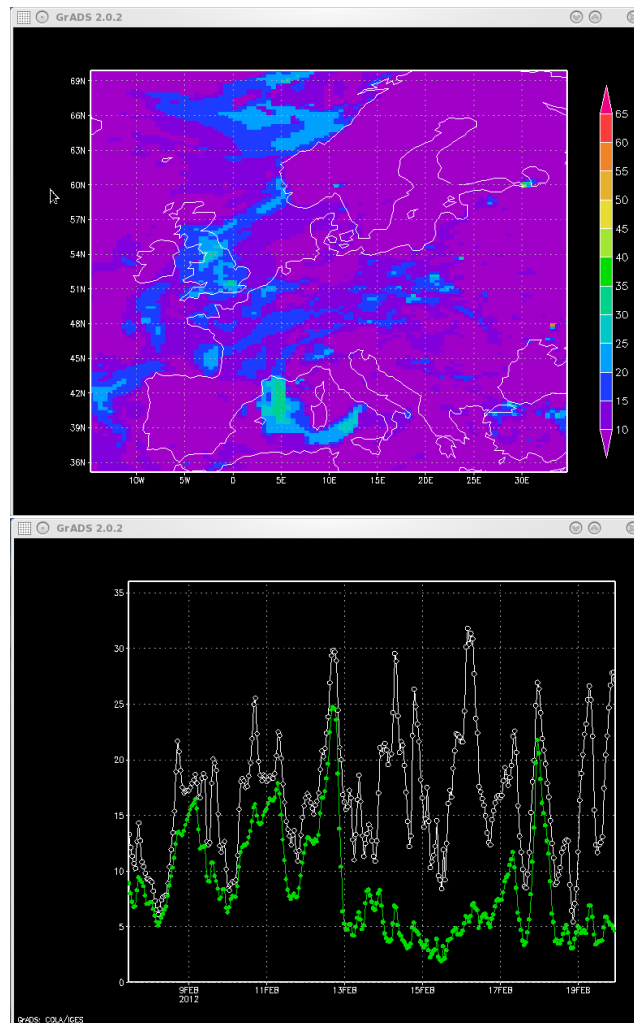 GrADS 2.0.2
69N
66N
63N
60N
57N
54N
51N
48N
45N
42N
39N
36N
10W 5W 0 5E 10E 15E 20E 25E 30E
65
60
55
50
45
40
35
30
25
20
15
10
GrADS 2.0.2
35
30
25
20
15
10
5
0
9FEB 11FEB 13FEB 15FEB 17FEB 19FEB
2012
GrADS: COLA/IGES